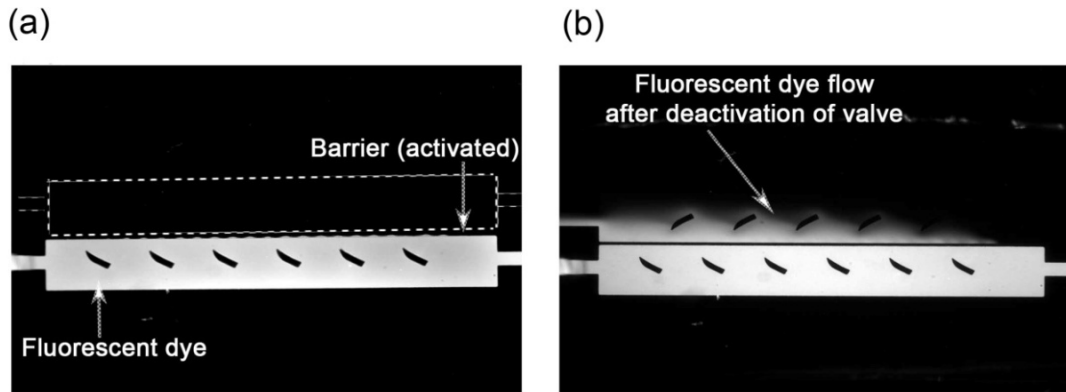 (a)
Barrier (activated)
Fluorescent dye
(b)
Fluorescent dye flow
after deactivation of valve